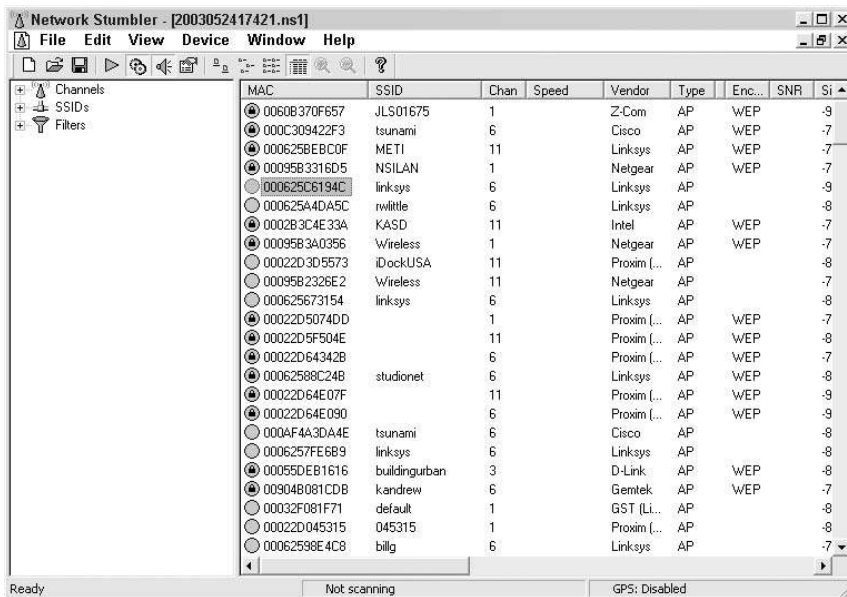 Network Stumbler - [2003052417421.ns1]
File Edit View Device Window Help
Channels
SSIDs
Filters
MAC SSID Chan Speed Vendor Type Enc... SNR Si
0060B370F657 JLS01675 1 Z-Com AP WEP -9
000C309422F3 tsunami 6 Cisco AP WEP -7
000625BEBC0F METI 11 Linksys AP WEP -7
00095B3316D5 NSILAN 1 Netgear AP WEP -7
000625C6194C linksys 6 Linksys AP -9
000625A4DA5C rwlittle 6 Linksys AP -8
0002B3C4E33A KASD 11 Intel AP WEP -7
00095B3A0356 Wireless 1 Netgear AP WEP -7
00022D3D5573 iDockUSA 11 Proxim (... AP -8
00095B2326E2 Wireless 11 Netgear AP -7
000625673154 linksys 6 Linksys AP -8
00022D5074DD 1 Proxim (... AP WEP -7
00022D5F504E 11 Proxim (... AP WEP -8
00022D64342B 6 Proxim (... AP WEP -7
00062588C24B studionet 6 Linksys AP WEP -8
00022D64E07F 11 Proxim (... AP WEP -9
00022D64E090 6 Proxim (... AP WEP -9
000AF4A3DA4E tsunami 6 Cisco AP -8
0006257FE6B9 linksys 6 Linksys AP -8
00055DEB1616 buildingurban 3 D-Link AP WEP -8
00904B081CDB kandrew 6 Gemtek AP WEP -7
00032F081F71 default 1 GST (Li... AP -8
00022D045315 045315 1 Proxim (... AP -8
00062598E4C8 billg 6 Linksys AP -7
Ready Not scanning GPS: Disabled